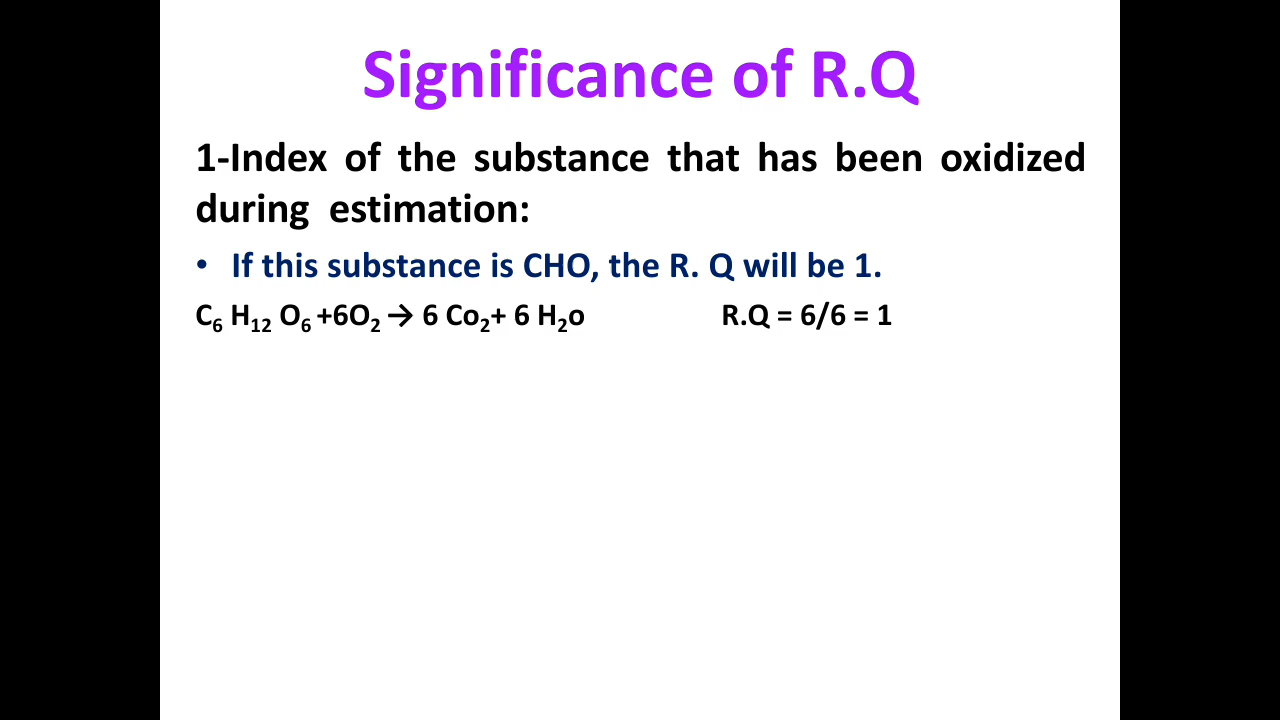 Significance of R.Q
1-Index of the substance that has been oxidized
during estimation:
• If this substance is CHO, the R. Q will be 1.
C₆ H₁₂ O₆ +6O₂ → 6 Co₂+ 6 H₂o R.Q = 6/6 = 1